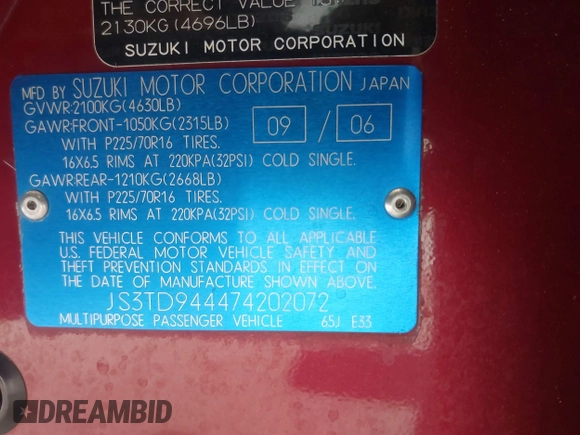 THE CORRECT VALUE
2130KG(4696LB)
SUZUKI MOTOR CORPORATION
MFD BY SUZUKI MOTOR CORPORATION JAPAN
GVWR:2100KG(4630LB)
GAWR:FRONT-1050KG(2315LB) 09 / 06
WITH P225/70R16 TIRES.
16X6.5 RIMS AT 220KPA(32PSI) COLD SINGLE.
GAWR:REAR-1210KG(2668LB)
WITH P225/70R16 TIRES.
16X6.5 RIMS AT 220KPA(32PSI) COLD SINGLE.
THIS VEHICLE CONFORMS TO ALL APPLICABLE
U.S. FEDERAL MOTOR VEHICLE SAFETY AND
THEFT PREVENTION STANDARDS IN EFFECT ON
THE DATE OF MANUFACTURE SHOWN ABOVE.
JS3TD944474202072
MULTIPURPOSE PASSENGER VEHICLE 65J E33
DREAMBID